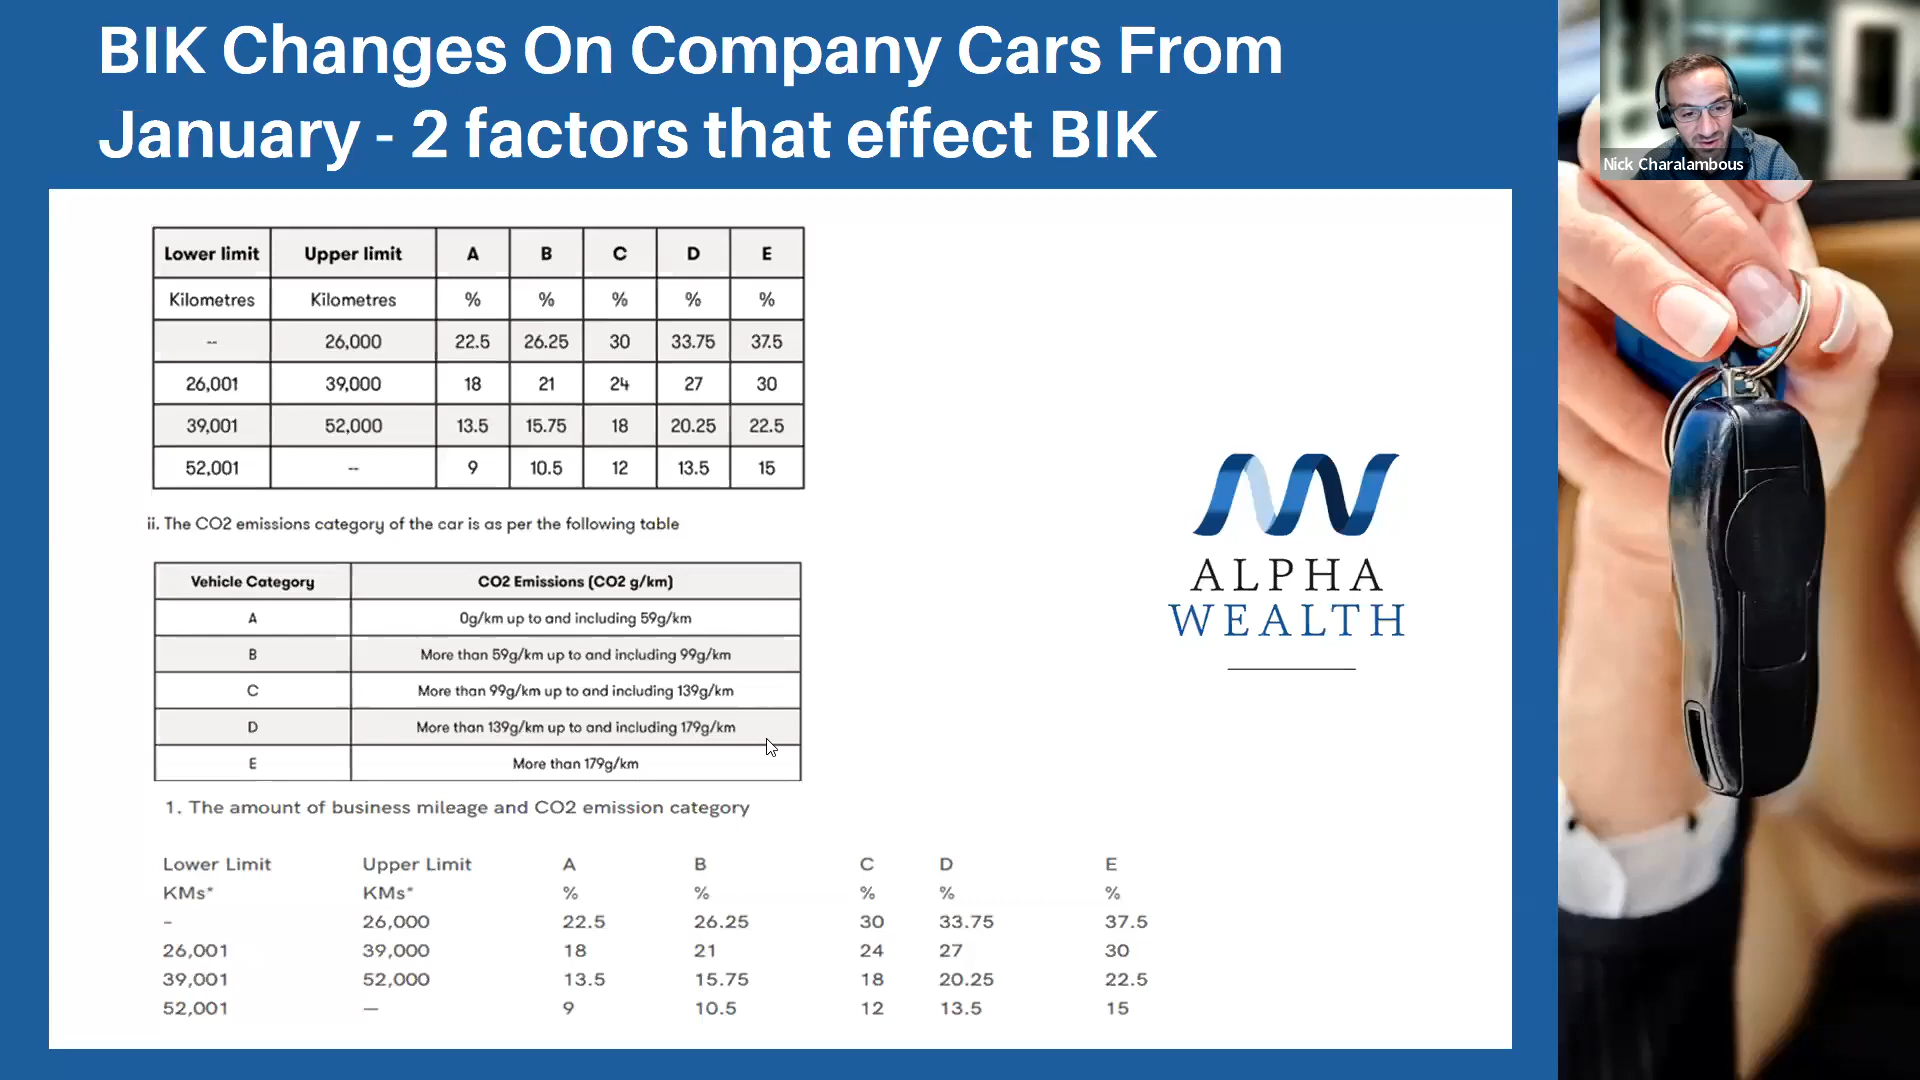 BIK Changes On Company Cars From
January - 2 factors that effect BIK
Nick Charalambous
Lower limit Upper limit A B C D E
Kilometres Kilometres % % % % %
-- 26,000 22.5 26.25 30 33.75 37.5
26,001 39,000 18 21 24 27 30
39,001 52,000 13.5 15.75 18 20.25 22.5
52,001 -- 9 10.5 12 13.5 15
ii. The CO2 emissions category of the car is as per the following table
Vehicle Category CO2 Emissions (CO2 g/km)
A 0g/km up to and including 59g/km
B More than 59g/km up to and including 99g/km
C More than 99g/km up to and including 139g/km
D More than 139g/km up to and including 179g/km
E More than 179g/km
1. The amount of business mileage and CO2 emission category
Lower Limit Upper Limit A B C D E
KMs* KMs* % % % % %
– 26,000 22.5 26.25 30 33.75 37.5
26,001 39,000 18 21 24 27 30
39,001 52,000 13.5 15.75 18 20.25 22.5
52,001 — 9 10.5 12 13.5 15
ALPHA
WEALTH